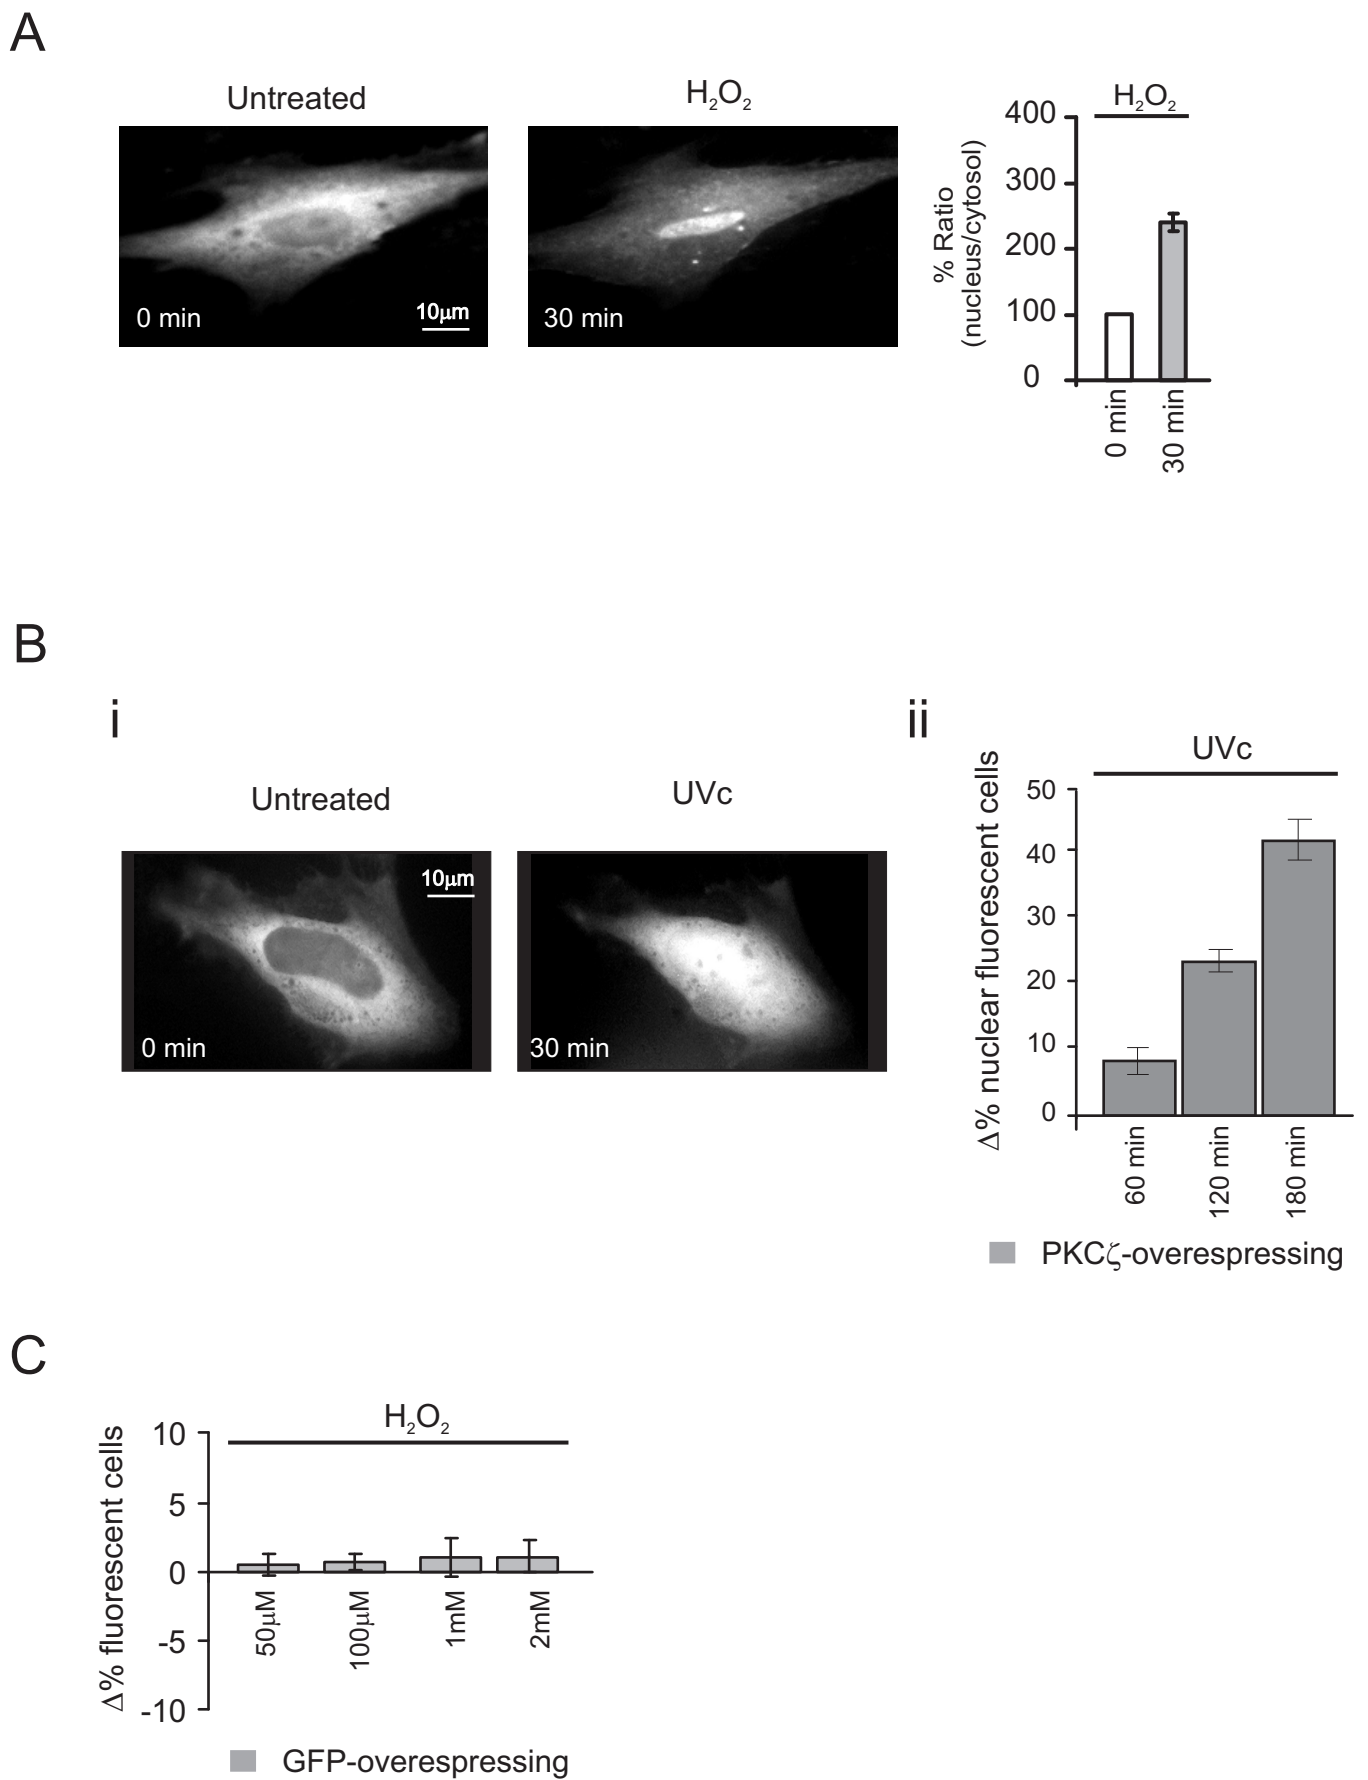 A
Untreated
H₂O₂
0 min
10μm
30 min
H₂O₂
% Ratio
(nucleus/cytosol)
400
300
200
100
0
0 min
30 min
B
i
Untreated
UVc
10μm
0 min
30 min
ii
UVc
Δ% nuclear fluorescent cells
50
40
30
20
10
0
60 min
120 min
180 min
PKCζ-overespressing
C
H₂O₂
Δ% fluorescent cells
10
5
0
-5
-10
50μM
100μM
1mM
2mM
GFP-overespressing